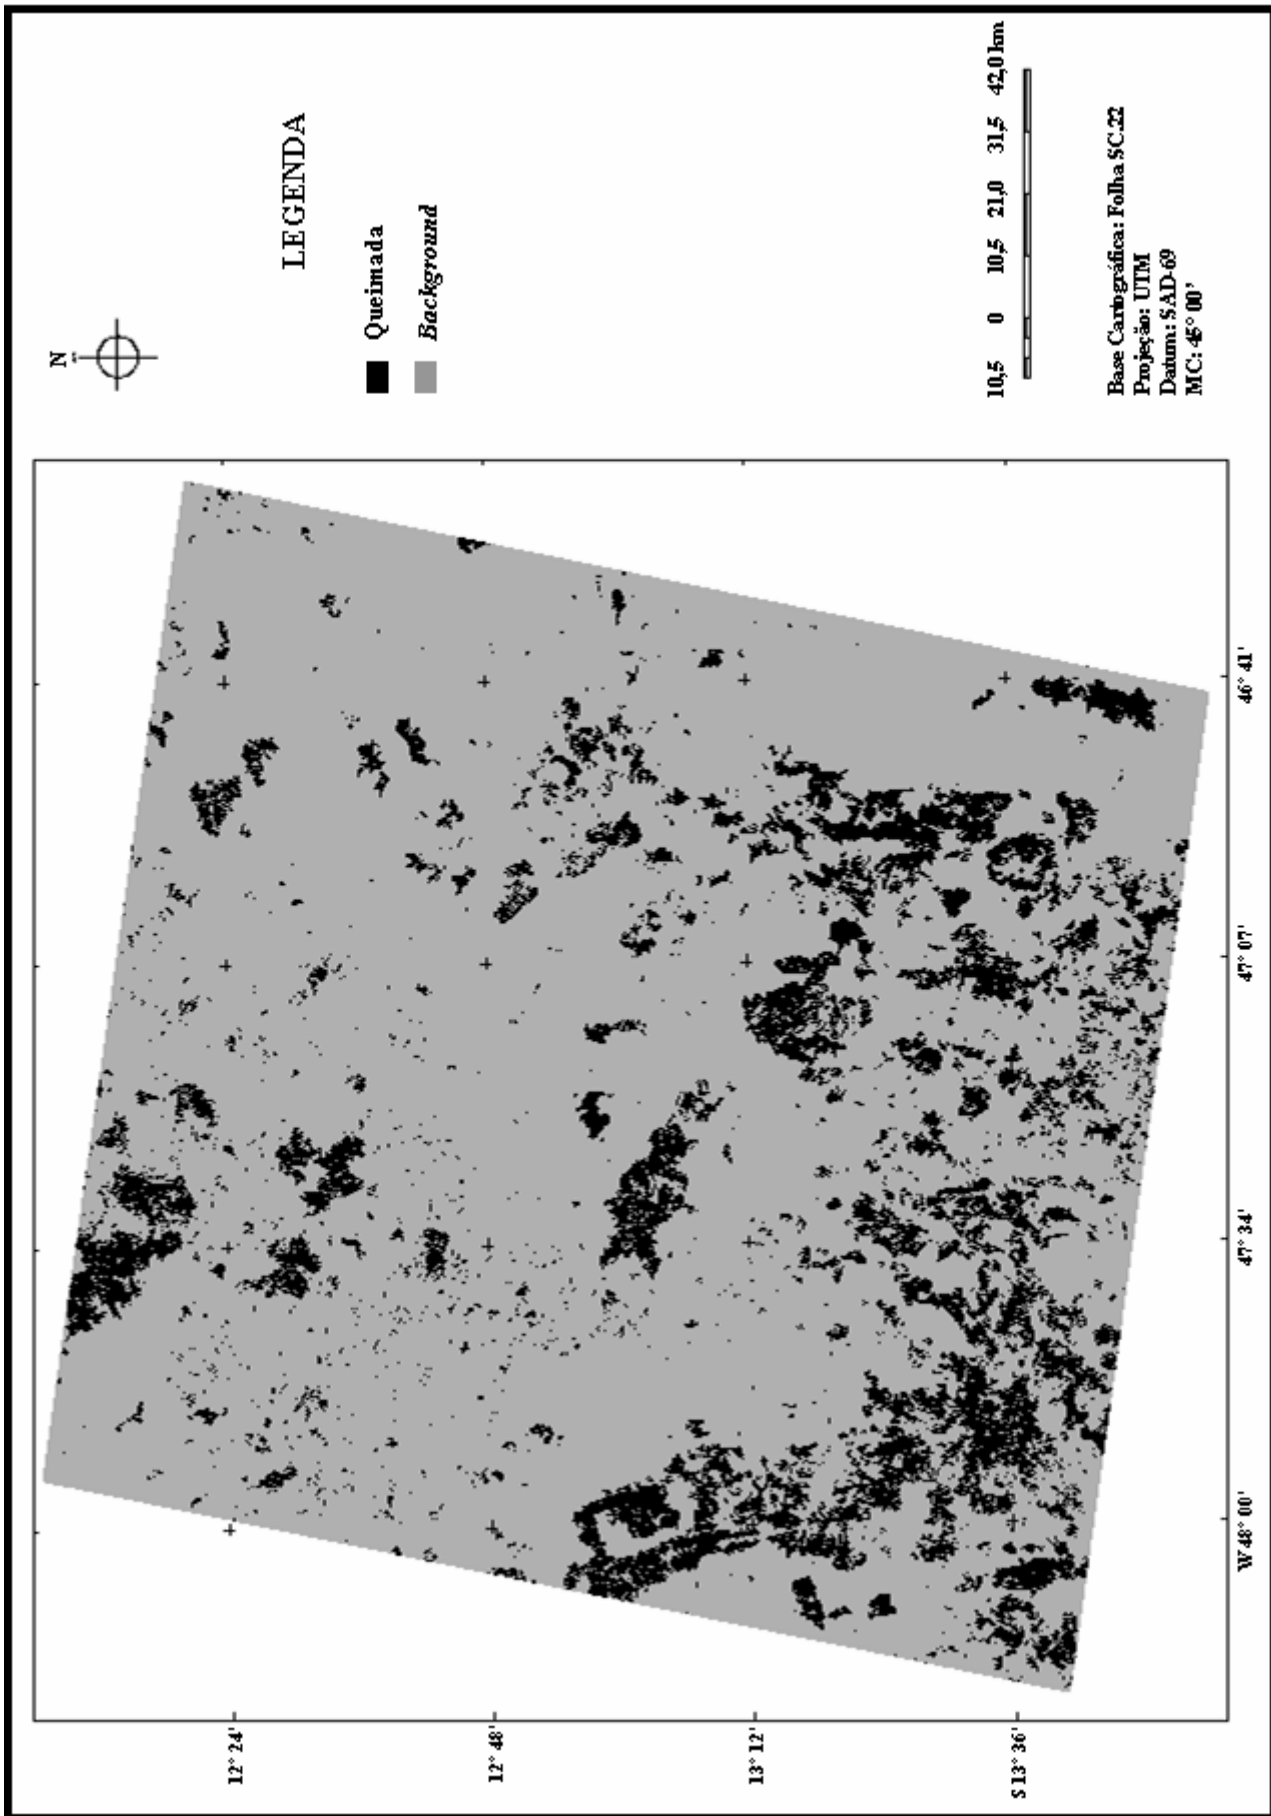 N
LEGENDA
Queimada
Background
10,5 0 10,5 21,0 31,5 42,0 km
Base Cartográfica: Folha SC.22
Projeção: UTM
Datum: SAD-69
MC: 45° 00'
12° 24'
12° 48'
13° 12'
S 13° 36'
W 48° 00' 47° 34' 47° 07' 46° 41'